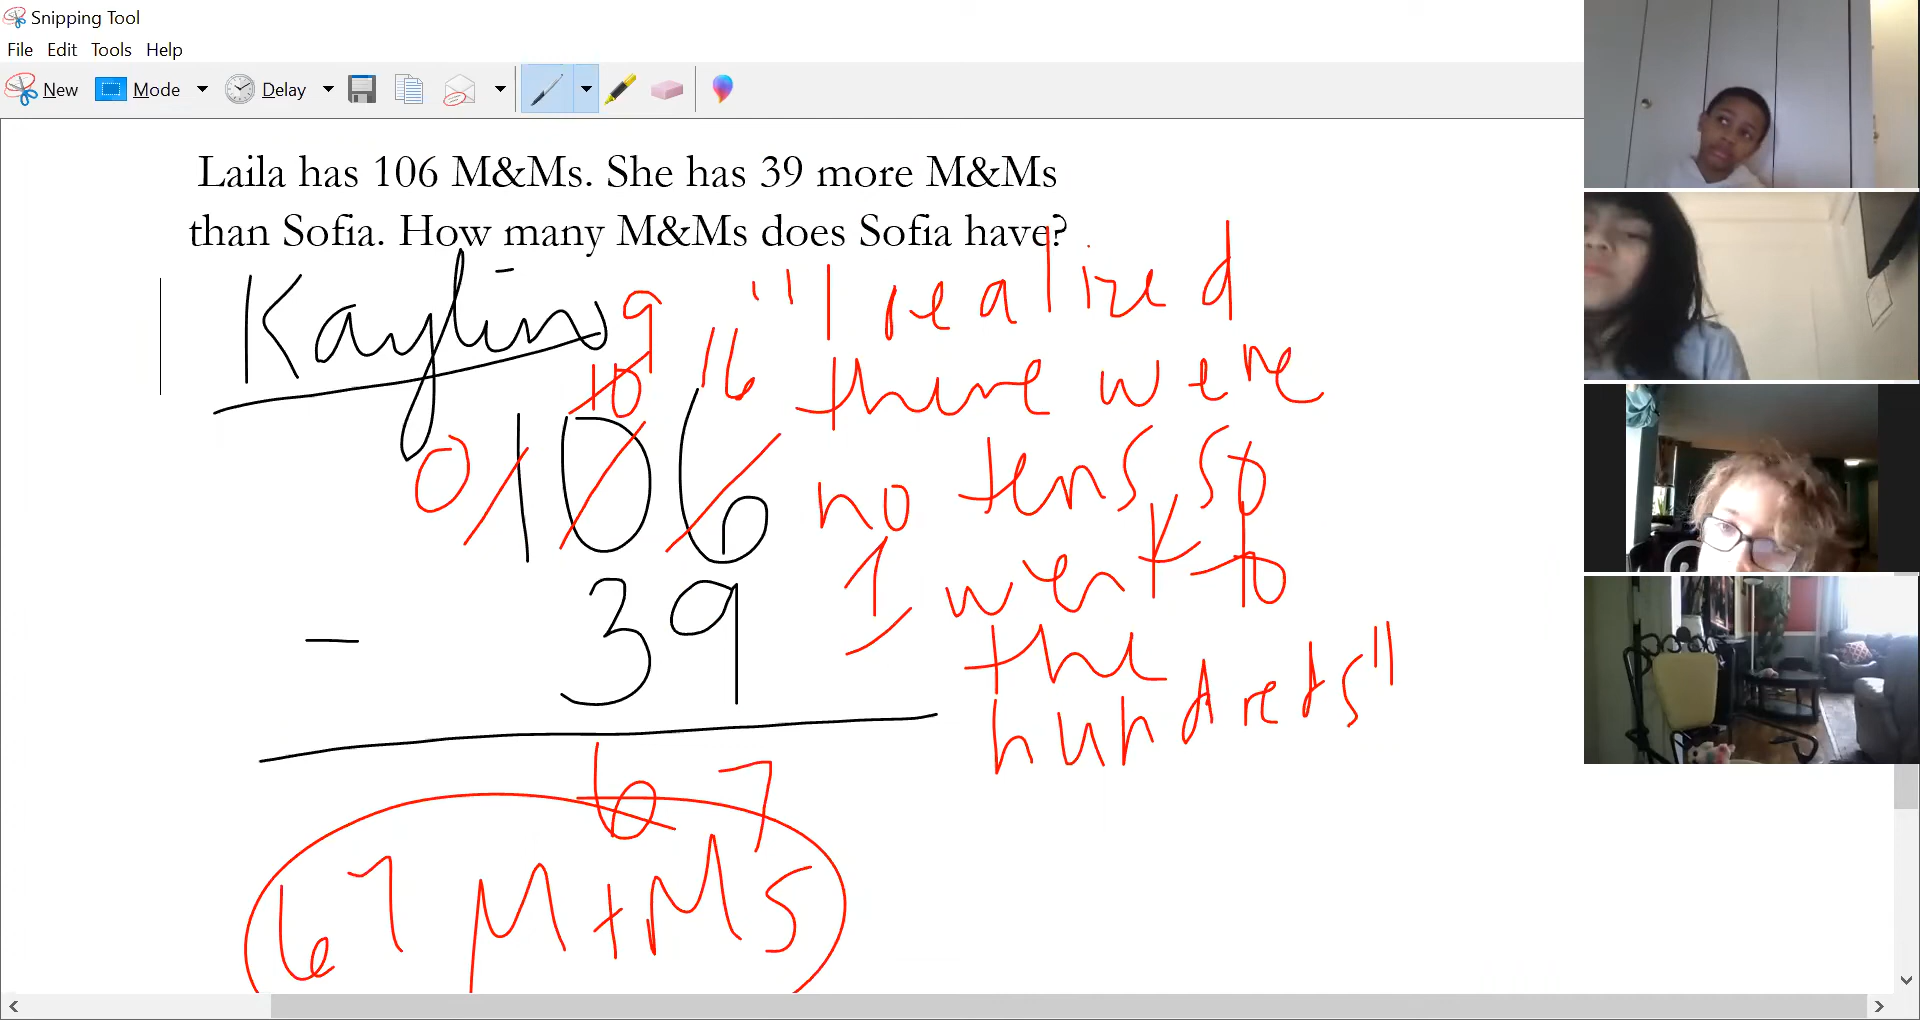 Snipping Tool
File Edit Tools Help
New Mode Delay
Laila has 106 M&Ms. She has 39 more M&Ms
than Sofia. How many M&Ms does Sofia have?
Kaylin
9
10 16
0 106
- 39
67
67 M+Ms
"I realized
there were
no tens so
I went to
the
hundreds"